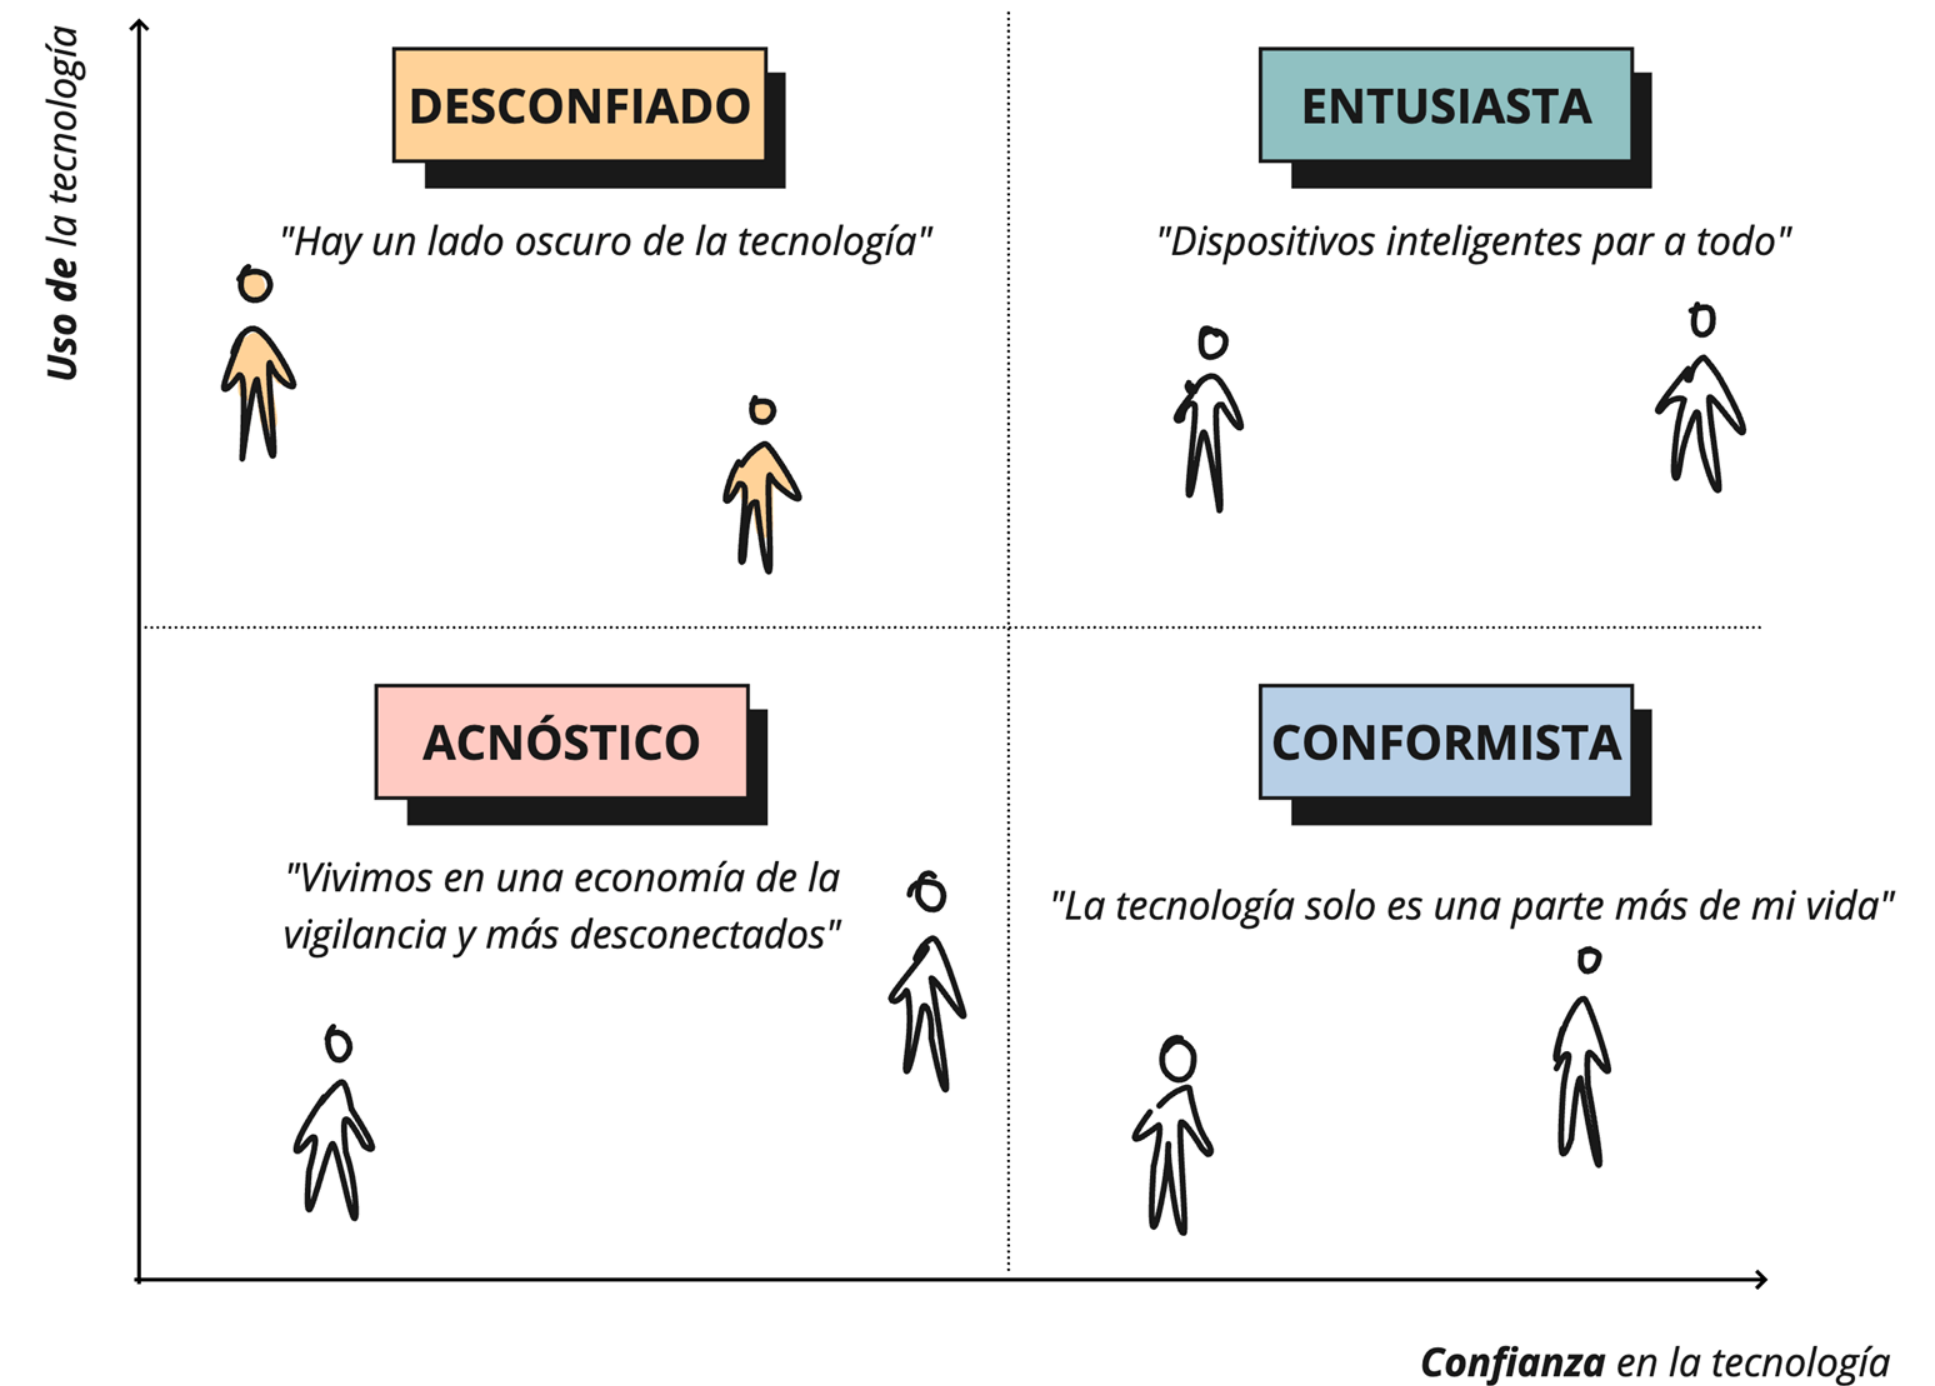 Uso de la tecnología
DESCONFIADO
"Hay un lado oscuro de la tecnología"
ENTUSIASTA
"Dispositivos inteligentes par a todo"
ACNÓSTICO
"Vivimos en una economía de la
vigilancia y más desconectados"
CONFORMISTA
"La tecnología solo es una parte más de mi vida"
Confianza en la tecnología